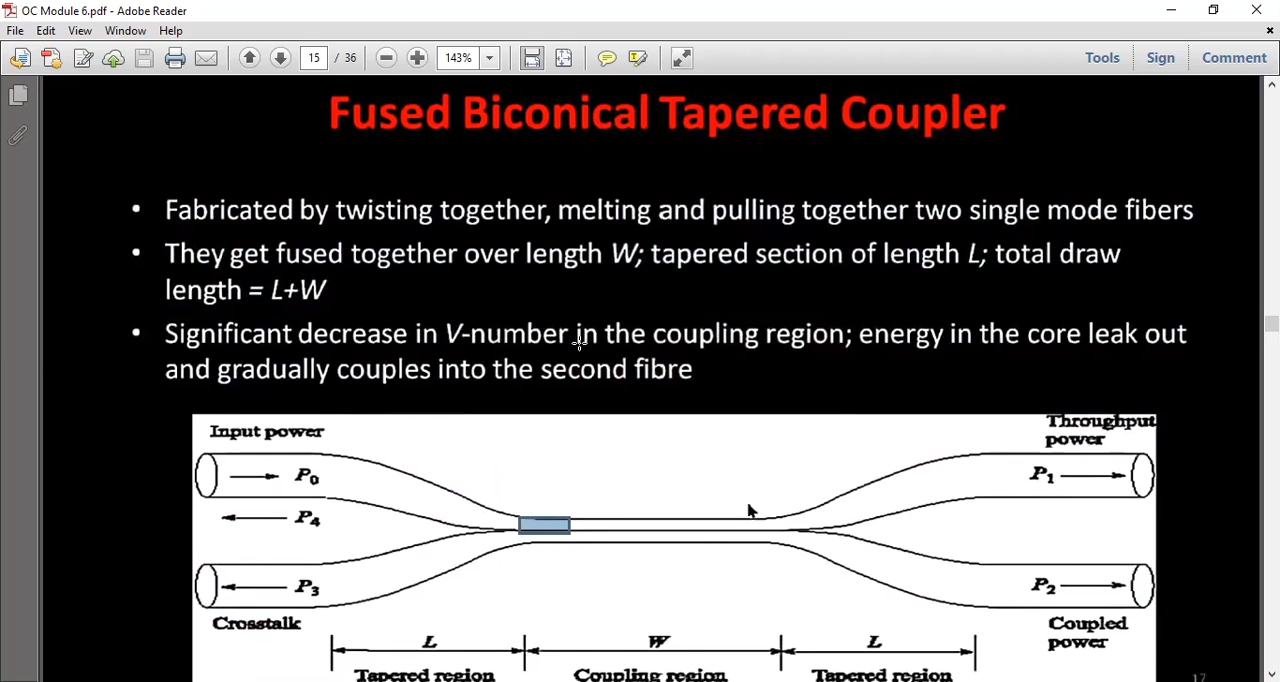 OC Module 6.pdf - Adobe Reader
File Edit View Window Help
15 / 36 143% Tools Sign Comment
Fused Biconical Tapered Coupler
• Fabricated by twisting together, melting and pulling together two single mode fibers
• They get fused together over length W; tapered section of length L; total draw
length = L+W
• Significant decrease in V-number in the coupling region; energy in the core leak out
and gradually couples into the second fibre
Input power
Throughput
power
P0
P1
P4
P3
P2
Crosstalk
Coupled
power
L W L
Tapered region Coupling region Tapered region
17